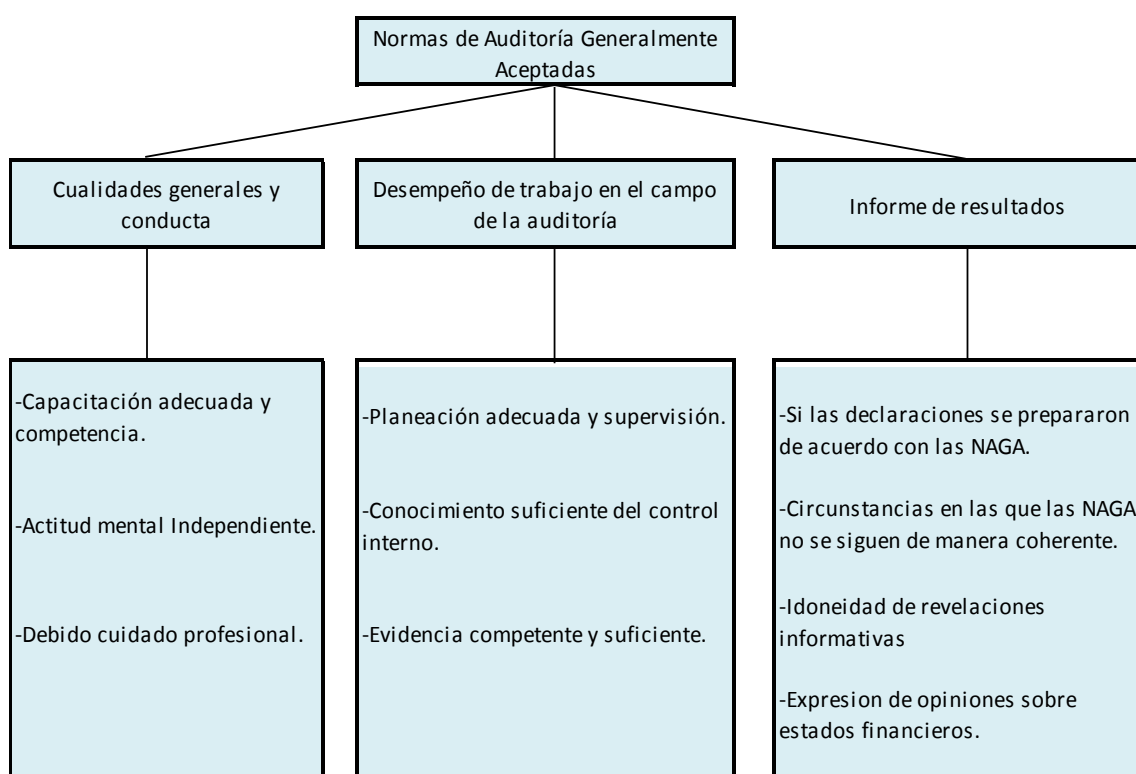 Normas de Auditoría Generalmente
Aceptadas
Cualidades generales y
conducta
Desempeño de trabajo en el campo
de la auditoría
Informe de resultados
-Capacitación adecuada y
competencia.
-Actitud mental Independiente.
-Debido cuidado profesional.
-Planeación adecuada y supervisión.
-Conocimiento suficiente del control
interno.
-Evidencia competente y suficiente.
-Si las declaraciones se prepararon
de acuerdo con las NAGA.
-Circunstancias en las que las NAGA
no se siguen de manera coherente.
-Idoneidad de revelaciones
informativas
-Expresion de opiniones sobre
estados financieros.